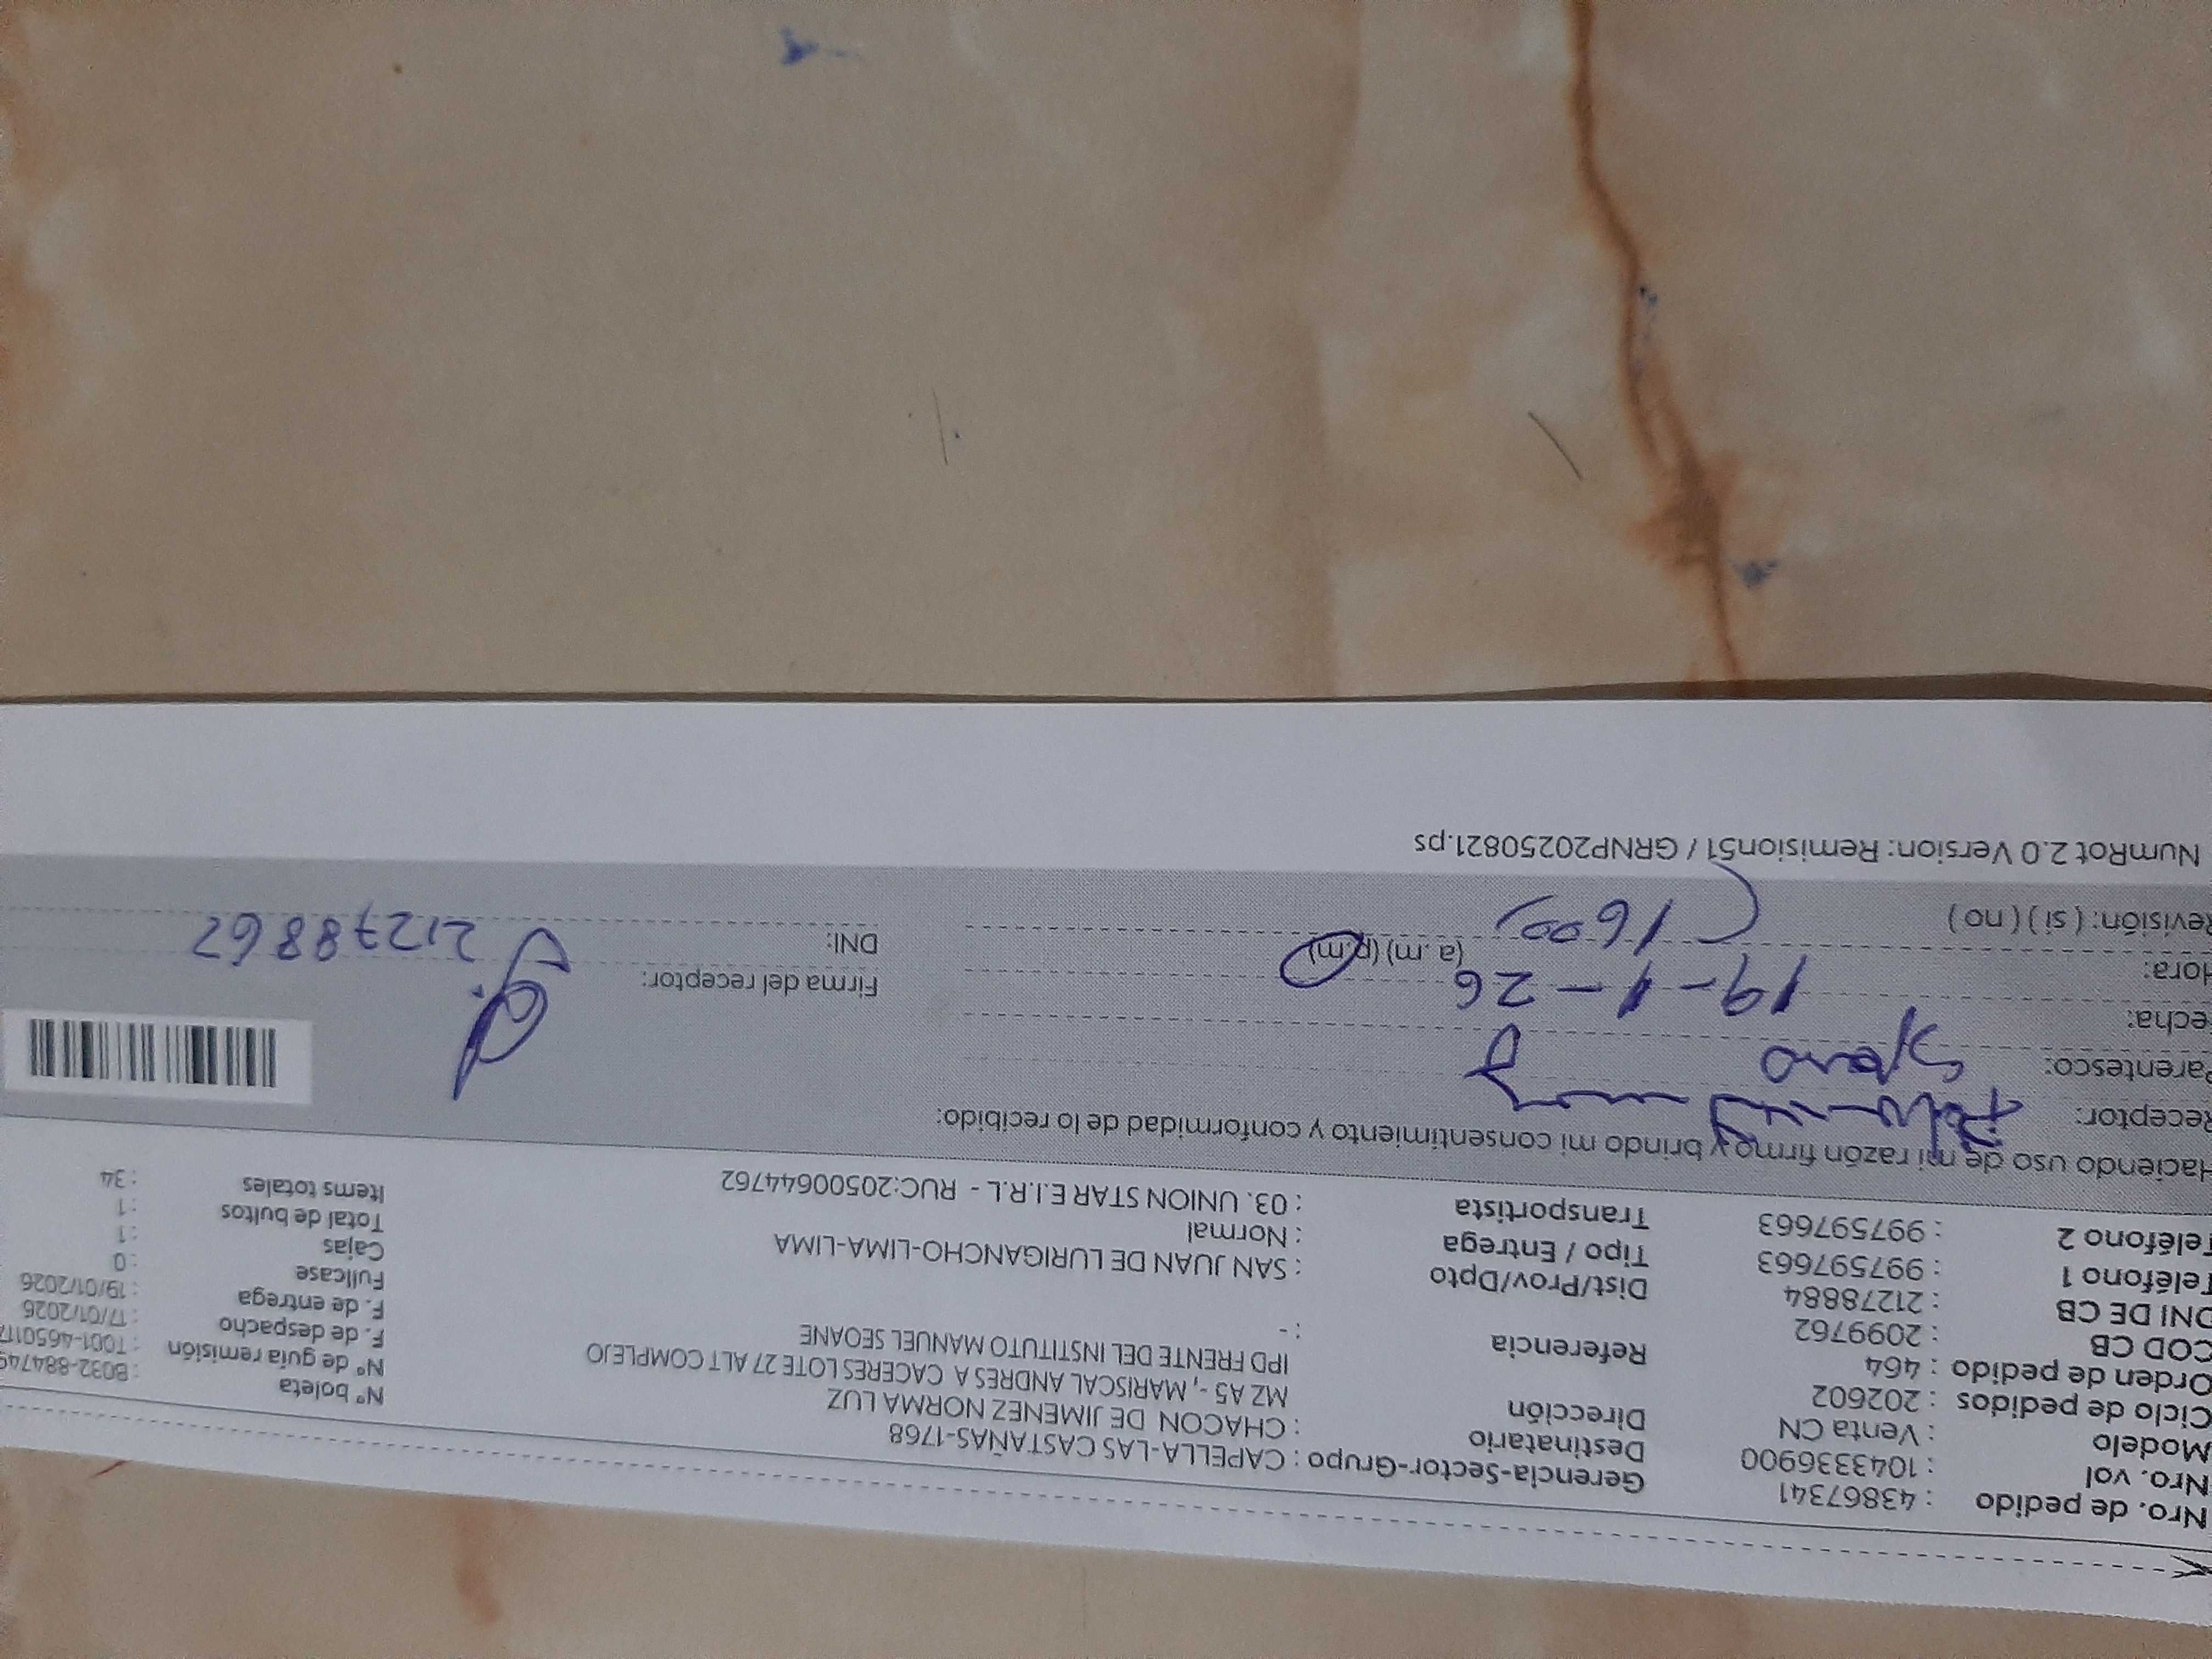 Nro. de pedido : 43867341
Nro. vol : 1043336900
Modelo : Venta CN
Ciclo de pedidos : 202602
Orden de pedido : 464
COD CB : 2099762
DNI DE CB : 21278884
Teléfono 1 : 997597663
Teléfono 2 : 997597663
Gerencia-Sector-Grupo : CAPELLA-LAS CASTAÑAS-1768
Destinatario : CHACON DE JIMENEZ NORMA LUZ
Dirección MZ A5 -, MARISCAL ANDRES A CACERES LOTE 27 ALT COMPLEJO
IPD FRENTE DEL INSTITUTO MANUEL SEOANE
Referencia : -
Dist/Prov/Dpto : SAN JUAN DE LURIGANCHO-LIMA-LIMA
Tipo / Entrega : Normal
Transportista : 03. UNION STAR E.I.R.L - RUC:20500644762
Nº boleta : B032-884749
Nº de guía remisión : T001-465017
F. de despacho : 17/01/2026
F. de entrega : 19/01/2026
Fullcase : 0
Cajas : 1
Total de bultos : 1
Items totales : 34
Haciendo uso de mi razón firmo y brindo mi consentimiento y conformidad de lo recibido:
Receptor:
Parentesco:
Fecha: 19-1-26
Hora: 1600 (a.m) (p.m)
Revisión: ( si ) ( no )
Firma del receptor:
DNI: 21278862
NumRot 2.0 Version: Remision51 / GRNP20250821.ps